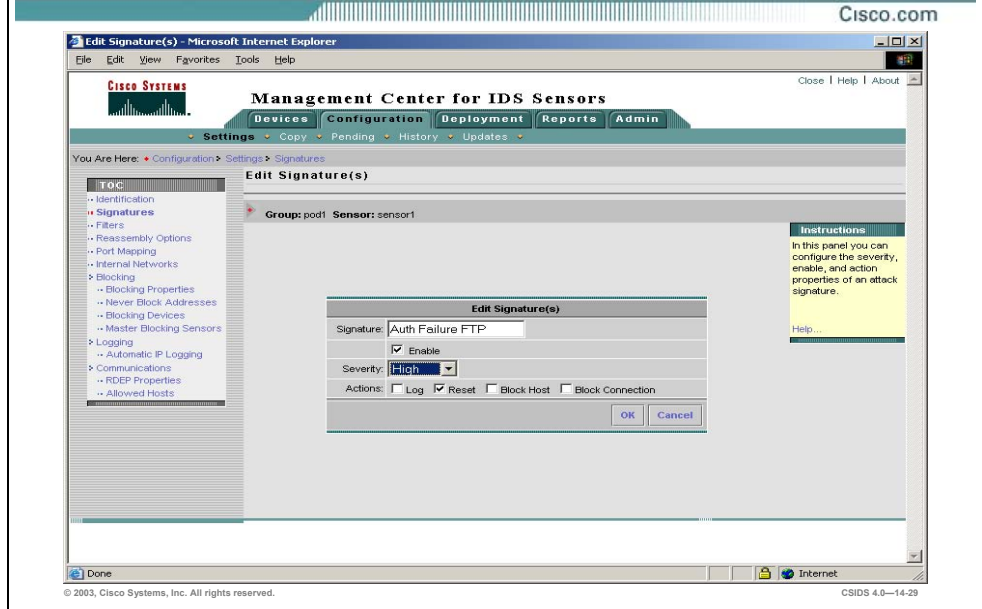 Cisco.com
Edit Signature(s) - Microsoft Internet Explorer
File Edit View Favorites Tools Help
Close | Help | About
CISCO SYSTEMS
Management Center for IDS Sensors
Devices Configuration Deployment Reports Admin
Settings Copy Pending History Updates
You Are Here: Configuration > Settings > Signatures
TOC
Identification
Signatures
Filters
Reassembly Options
Port Mapping
Internal Networks
Blocking
Blocking Properties
Never Block Addresses
Blocking Devices
Master Blocking Sensors
Logging
Automatic IP Logging
Communications
RDEP Properties
Allowed Hosts
Edit Signature(s)
Group: pod1 Sensor: sensor1
Edit Signature(s)
Signature: Auth Failure FTP
Enable
Severity: High
Actions: Log Reset Block Host Block Connection
OK Cancel
Instructions
In this panel you can
configure the severity,
enable, and action
properties of an attack
signature.
Help...
Done
Internet
© 2003, Cisco Systems, Inc. All rights reserved.
CSIDS 4.0—14-29